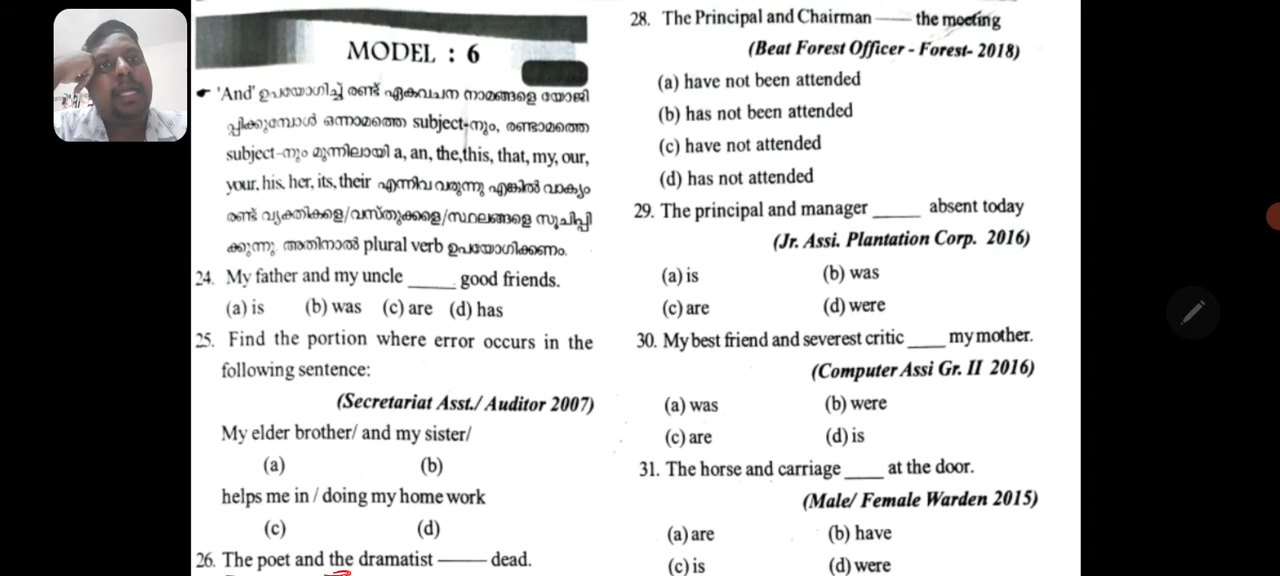 MODEL : 6
'And' ഉപയോഗിച്ച് രണ്ട് ഏകവചന നാമങ്ങളെ യോജി
പ്പിക്കുമ്പോൾ ഒന്നാമത്തെ subject-നും, രണ്ടാമത്തെ
subject-നും മുന്നിലായി a, an, the,this, that, my, our,
your, his, her, its, their എന്നിവ വരുന്നു എങ്കിൽ വാക്യം
രണ്ട് വ്യക്തികളെ/വസ്തുക്കളെ/സ്ഥലങ്ങളെ സൂചിപ്പി
ക്കുന്നു. അതിനാൽ plural verb ഉപയോഗിക്കണം.
24. My father and my uncle _____ good friends.
(a) is (b) was (c) are (d) has
25. Find the portion where error occurs in the
following sentence:
(Secretariat Asst./ Auditor 2007)
My elder brother/ and my sister/
(a) (b)
helps me in / doing my home work
(c) (d)
26. The poet and the dramatist —— dead.
28. The Principal and Chairman —— the meeting
(Beat Forest Officer - Forest- 2018)
(a) have not been attended
(b) has not been attended
(c) have not attended
(d) has not attended
29. The principal and manager _____ absent today
(Jr. Assi. Plantation Corp. 2016)
(a) is (b) was
(c) are (d) were
30. My best friend and severest critic ____ my mother.
(Computer Assi Gr. II 2016)
(a) was (b) were
(c) are (d) is
31. The horse and carriage ____ at the door.
(Male/ Female Warden 2015)
(a) are (b) have
(c) is (d) were